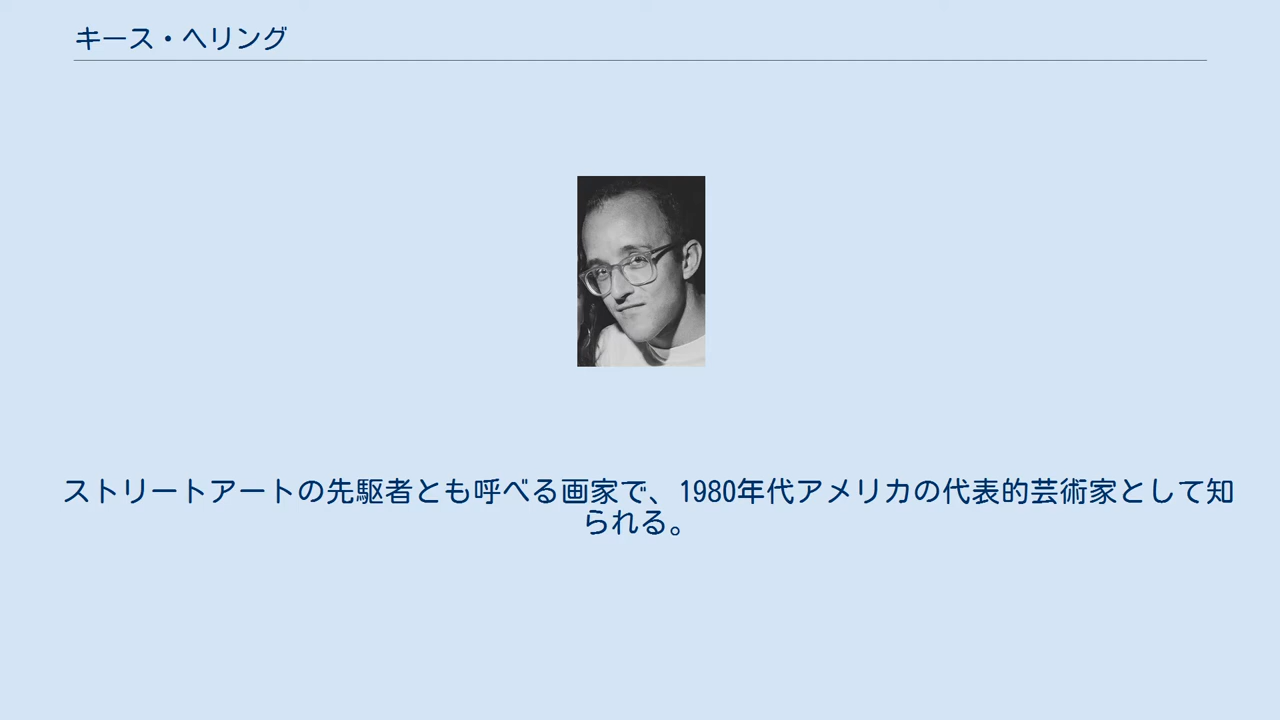 キース・ヘリング
ストリートアートの先駆者とも呼べる画家で、1980年代アメリカの代表的芸術家として知
られる。